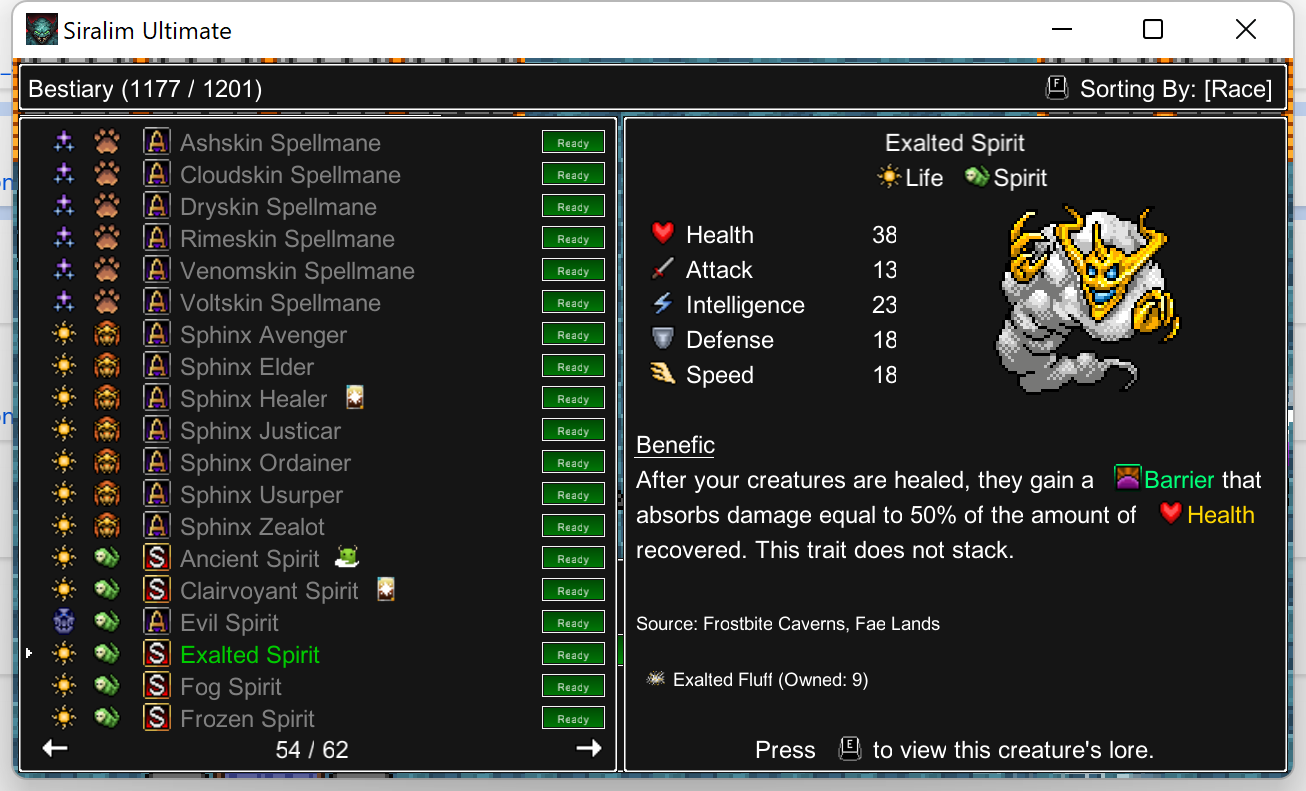 Siralim Ultimate
Bestiary (1177 / 1201)
F Sorting By: [Race]
A Ashskin Spellmane Ready
A Cloudskin Spellmane Ready
A Dryskin Spellmane Ready
A Rimeskin Spellmane Ready
A Venomskin Spellmane Ready
A Voltskin Spellmane Ready
A Sphinx Avenger Ready
A Sphinx Elder Ready
A Sphinx Healer Ready
A Sphinx Justicar Ready
A Sphinx Ordainer Ready
A Sphinx Usurper Ready
A Sphinx Zealot Ready
S Ancient Spirit Ready
S Clairvoyant Spirit Ready
A Evil Spirit Ready
S Exalted Spirit Ready
S Fog Spirit Ready
S Frozen Spirit Ready
54 / 62
Exalted Spirit
Life Spirit
Health 38
Attack 13
Intelligence 23
Defense 18
Speed 18
Benefic
After your creatures are healed, they gain a Barrier that
absorbs damage equal to 50% of the amount of Health
recovered. This trait does not stack.
Source: Frostbite Caverns, Fae Lands
Exalted Fluff (Owned: 9)
Press E to view this creature's lore.